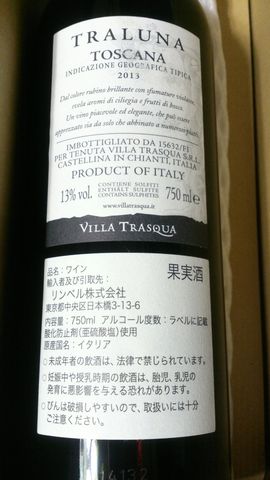 TRALUNA
TOSCANA
INDICAZIONE GEOGRAFICA TIPICA
2013
Dal colore rubino brillante con sfumature violacee,
rivela aromi di ciliegia e frutti di bosco.
Un vino piacevole ed elegante, che può essere
apprezzato sia da solo che abbinato a numerosi piatti.
IMBOTTIGLIATO DA 15632/FI
PER TENUTA VILLA TRASQUA S.R.L.
CASTELLINA IN CHIANTI, ITALIA
PRODUCT OF ITALY
13% vol.
CONTIENE SOLFITI
ENTHÄLT SULFITE
CONTAINS SULPHITES
750 ml e
www.villatrasqua.it
VILLA TRASQUA
品名：ワイン
果実酒
輸入者及び引取先：
リンベル株式会社
東京都中央区日本橋3-13-6
内容量：750ml アルコール度数：ラベルに記載
酸化防止剤(亜硫酸塩)使用
原産国名：イタリア
○未成年者の飲酒は、法律で禁じられています。
○妊娠中や授乳期の飲酒は、胎児、乳児の
発育に悪影響を与える恐れがあります。
○びんは破損しやすいので、取扱いには十分
ご注意ください。
14132